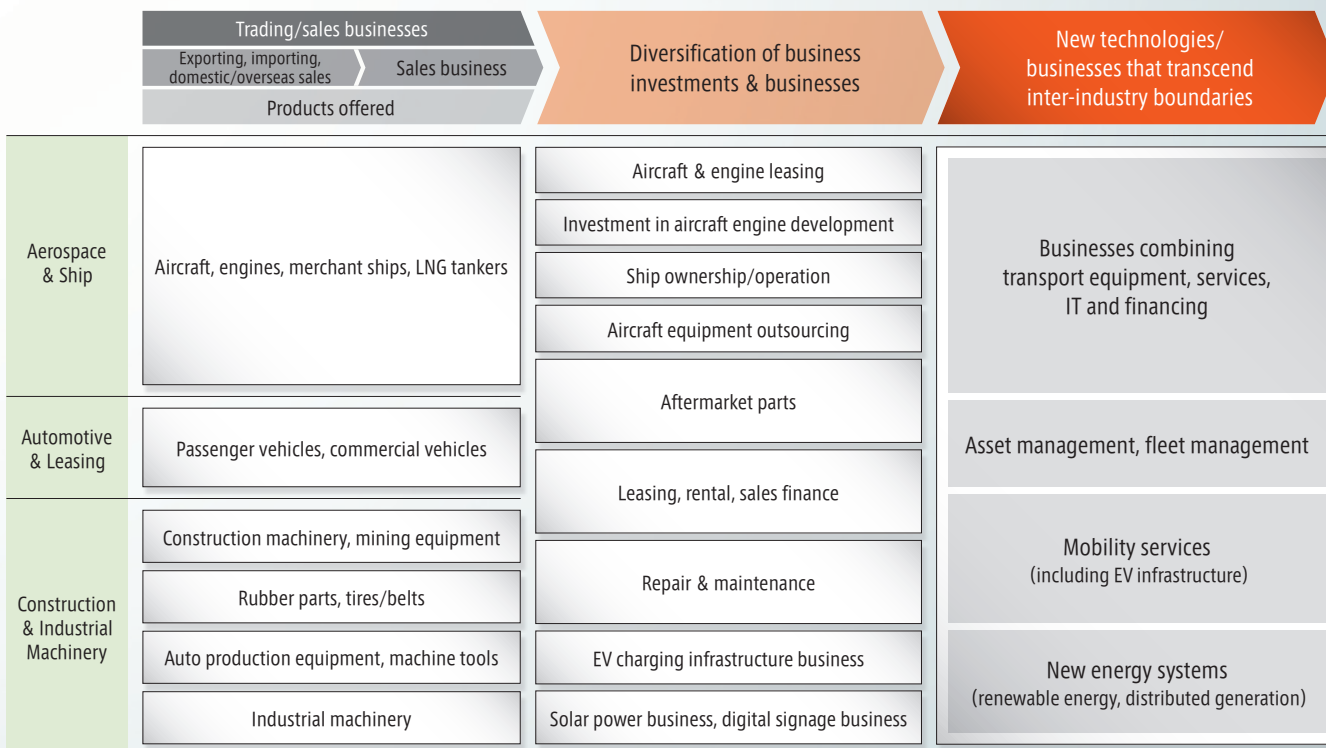 Trading/sales businesses
Exporting, importing,
domestic/overseas sales
Sales business
Products offered
Diversification of business
investments & businesses
New technologies/
businesses that transcend
inter-industry boundaries
Aerospace
& Ship
Aircraft, engines, merchant ships, LNG tankers
Aircraft & engine leasing
Investment in aircraft engine development
Ship ownership/operation
Aircraft equipment outsourcing
Aftermarket parts
Businesses combining
transport equipment, services,
IT and financing
Automotive
& Leasing
Passenger vehicles, commercial vehicles
Leasing, rental, sales finance
Asset management, fleet management
Construction
& Industrial
Machinery
Construction machinery, mining equipment
Rubber parts, tires/belts
Auto production equipment, machine tools
Industrial machinery
Repair & maintenance
EV charging infrastructure business
Solar power business, digital signage business
Mobility services
(including EV infrastructure)
New energy systems
(renewable energy, distributed generation)